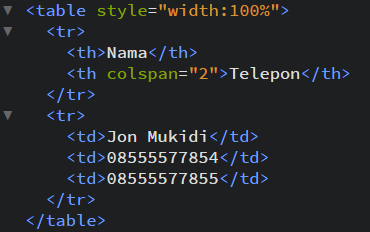 <table style="width:100%">
<tr>
<th>Nama</th>
<th colspan="2">Telepon</th>
</tr>
<tr>
<td>Jon Mukidi</td>
<td>08555577854</td>
<td>08555577855</td>
</tr>
</table>